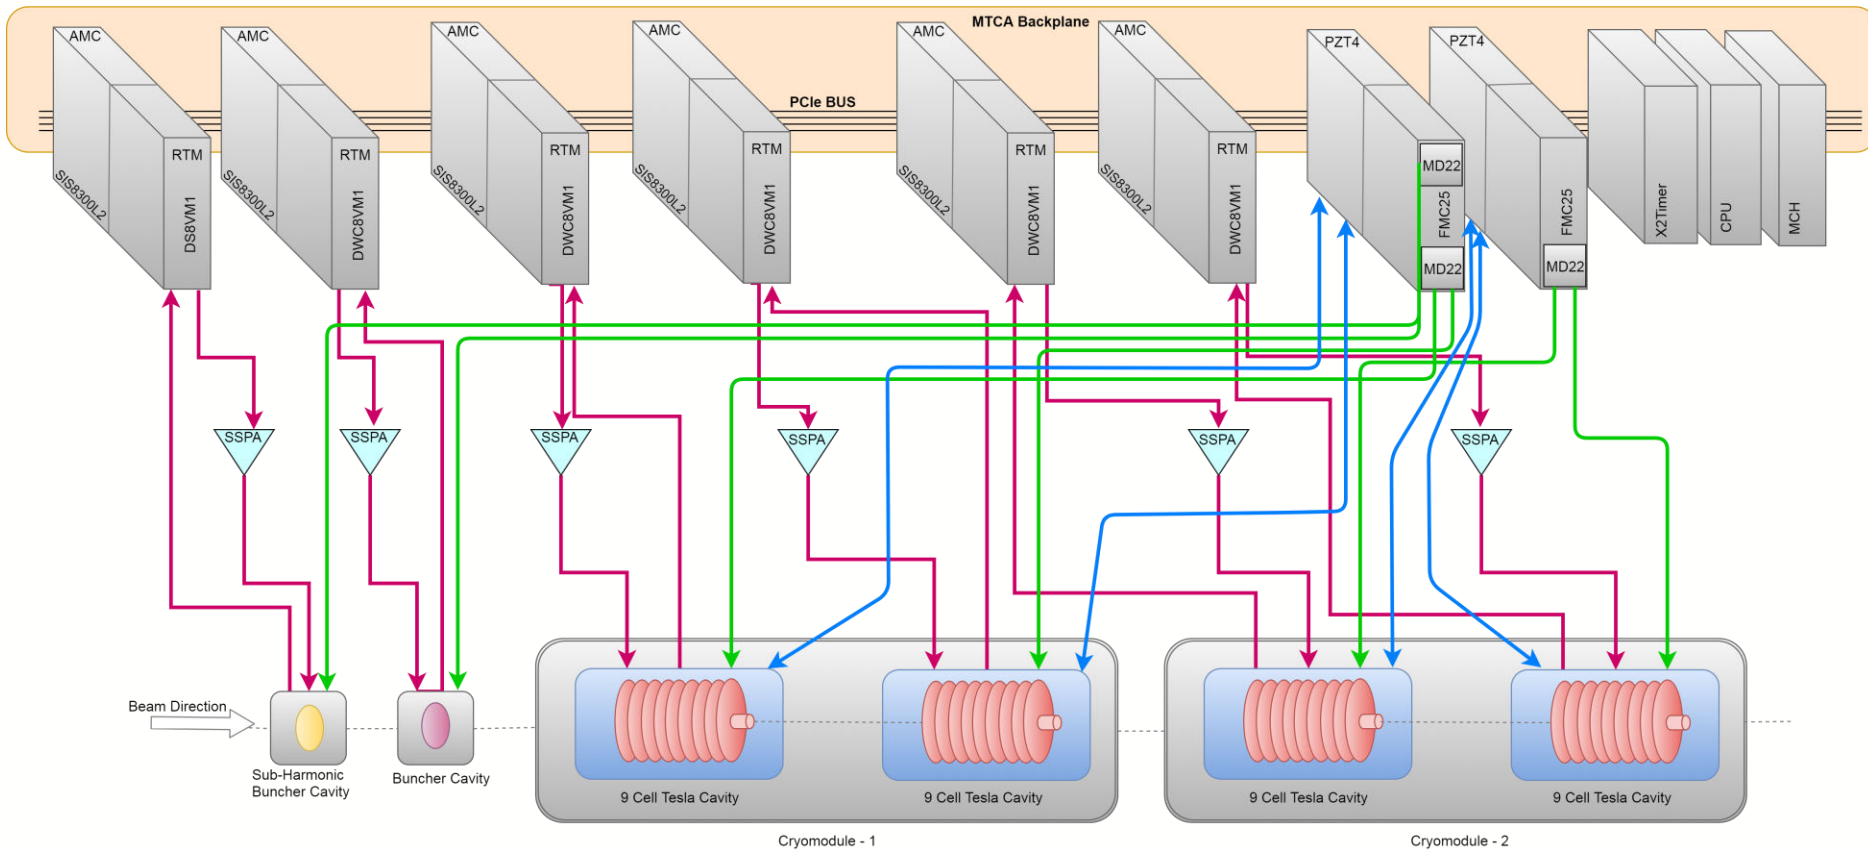 MTCA Backplane
AMC
AMC
AMC
AMC
AMC
AMC
PZT4
PZT4
PCIe BUS
RTM
RTM
RTM
RTM
RTM
RTM
MD22
SIS8300L2
SIS8300L2
SIS8300L2
SIS8300L2
SIS8300L2
SIS8300L2
DS8VM1
DWC8VM1
DWC8VM1
DWC8VM1
DWC8VM1
DWC8VM1
FMC25
FMC25
X2Timer
CPU
MCH
MD22
MD22
SSPA
SSPA
SSPA
SSPA
SSPA
SSPA
Beam Direction
Sub-Harmonic
Buncher Cavity
Buncher Cavity
9 Cell Tesla Cavity
9 Cell Tesla Cavity
9 Cell Tesla Cavity
9 Cell Tesla Cavity
Cryomodule - 1
Cryomodule - 2